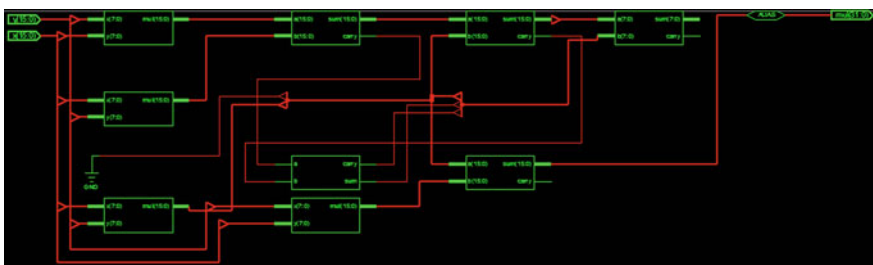 y(15:0)
x(15:0)
x(7:0) mult(15:0)
y(7:0)
a(15:0) sum(15:0)
b(15:0) carry
a(15:0) sum(15:0)
b(15:0) carry
a(7:0) sum(7:0)
b(7:0) carry
ALIAS
mult(31:0)
x(7:0) mult(15:0)
y(7:0)
GND
a carry
b sum
a(15:0) sum(15:0)
b(15:0) carry
x(7:0) mult(15:0)
y(7:0)
x(7:0) mult(15:0)
y(7:0)